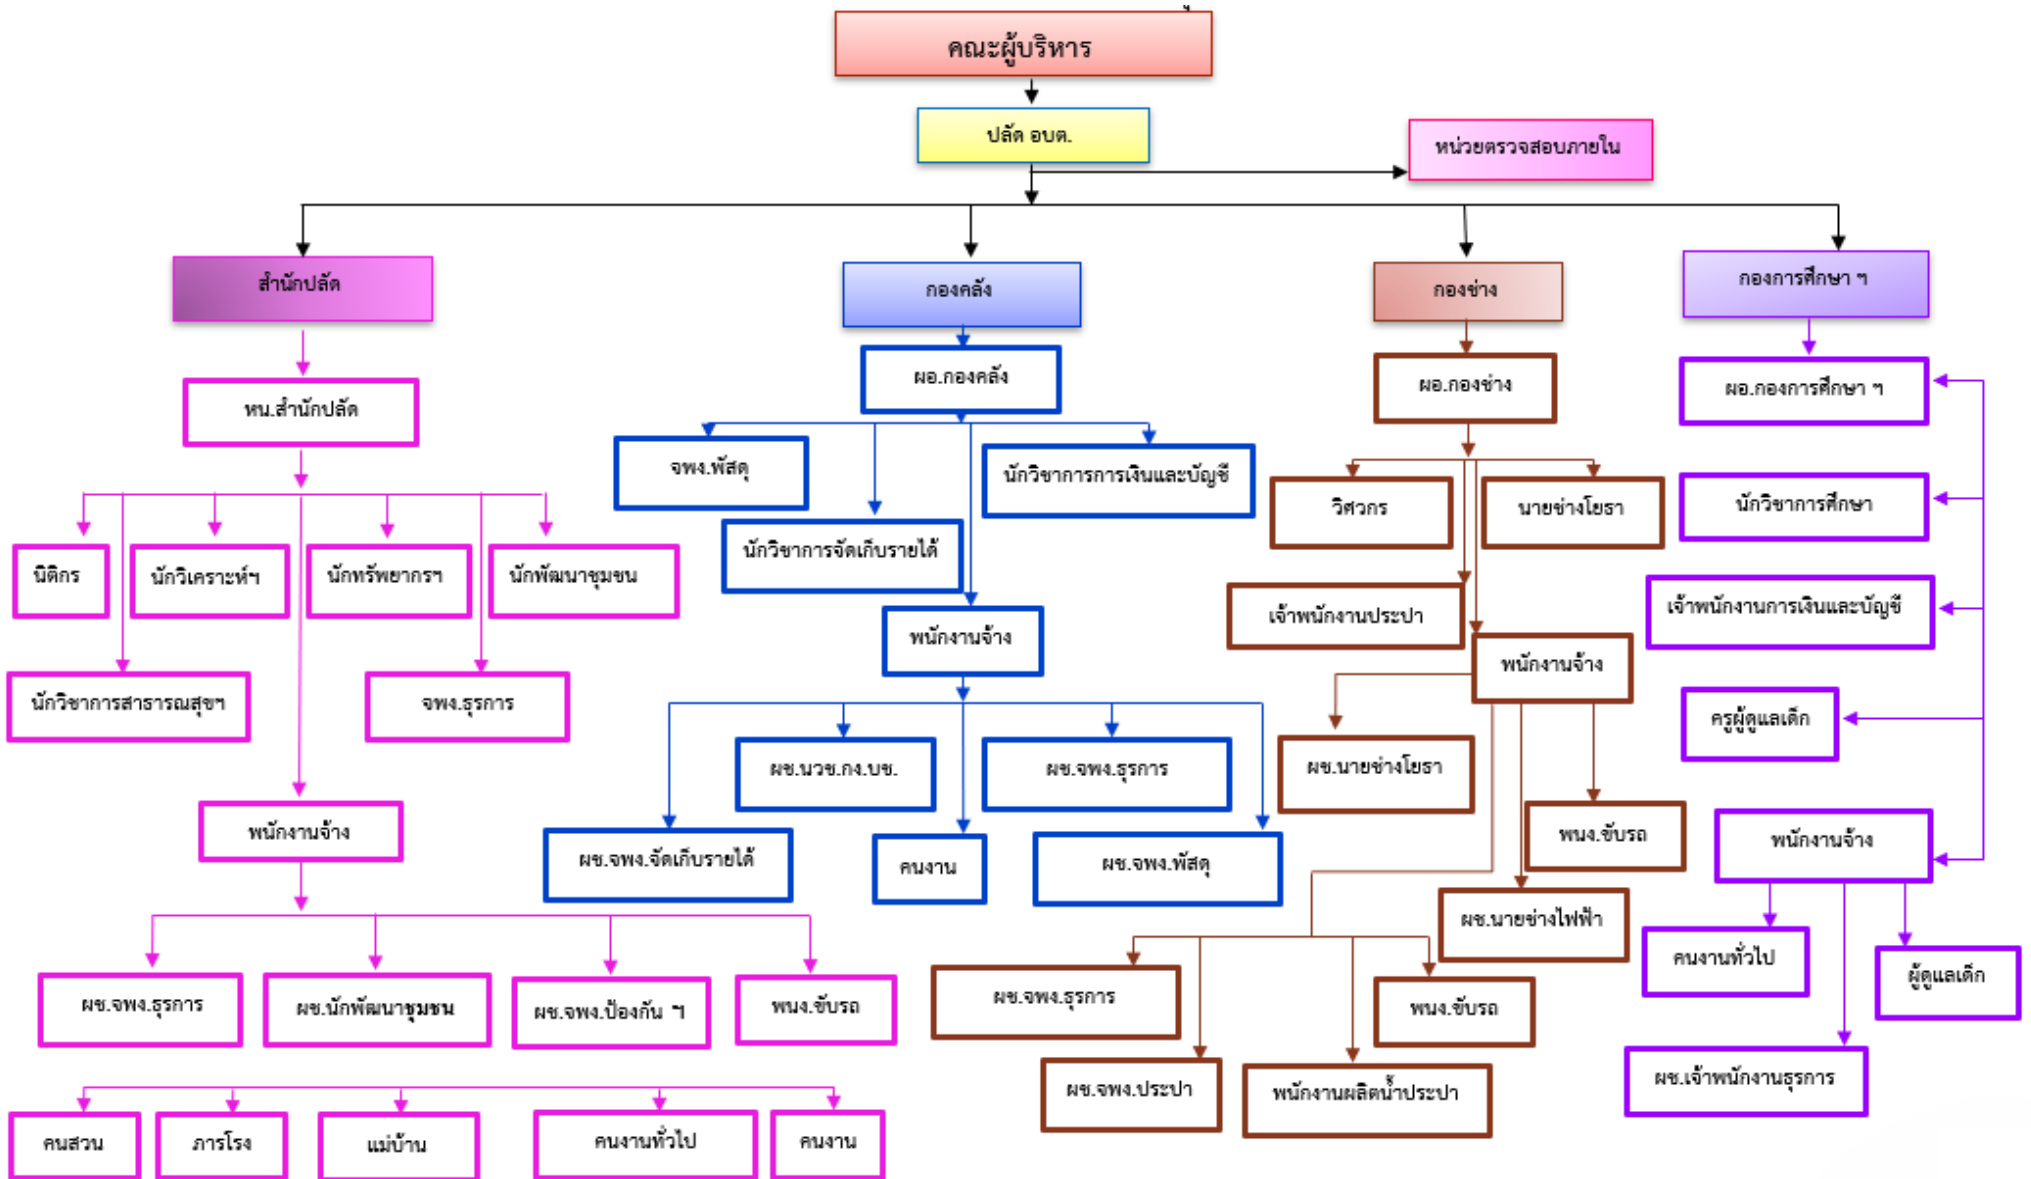 คณะผู้บริหาร
ปลัด อบต.
หน่วยตรวจสอบภายใน
สำนักปลัด
กองคลัง
กองช่าง
กองการศึกษา ฯ
หน.สำนักปลัด
ผอ.กองคลัง
ผอ.กองช่าง
ผอ.กองการศึกษา ฯ
นิติกร
นักวิเคราะห์ฯ
นักทรัพยากรฯ
นักพัฒนาชุมชน
นักวิชาการสาธารณสุขฯ
จพง.ธุรการ
พนักงานจ้าง
ผช.จพง.ธุรการ
ผช.นักพัฒนาชุมชน
ผช.จพง.ป้องกัน ฯ
พนง.ขับรถ
คนสวน
ภารโรง
แม่บ้าน
คนงานทั่วไป
คนงาน
จพง.พัสดุ
นักวิชาการการเงินและบัญชี
นักวิชาการจัดเก็บรายได้
พนักงานจ้าง
ผช.นวช.กง.บช.
ผช.จพง.ธุรการ
ผช.จพง.จัดเก็บรายได้
คนงาน
ผช.จพง.พัสดุ
วิศวกร
นายช่างโยธา
เจ้าพนักงานประปา
พนักงานจ้าง
ผช.นายช่างโยธา
พนง.ขับรถ
ผช.นายช่างไฟฟ้า
ผช.จพง.ธุรการ
พนง.ขับรถ
ผช.จพง.ประปา
พนักงานผลิตน้ำประปา
นักวิชาการศึกษา
เจ้าพนักงานการเงินและบัญชี
ครูผู้ดูแลเด็ก
พนักงานจ้าง
คนงานทั่วไป
ผู้ดูแลเด็ก
ผช.เจ้าพนักงานธุรการ